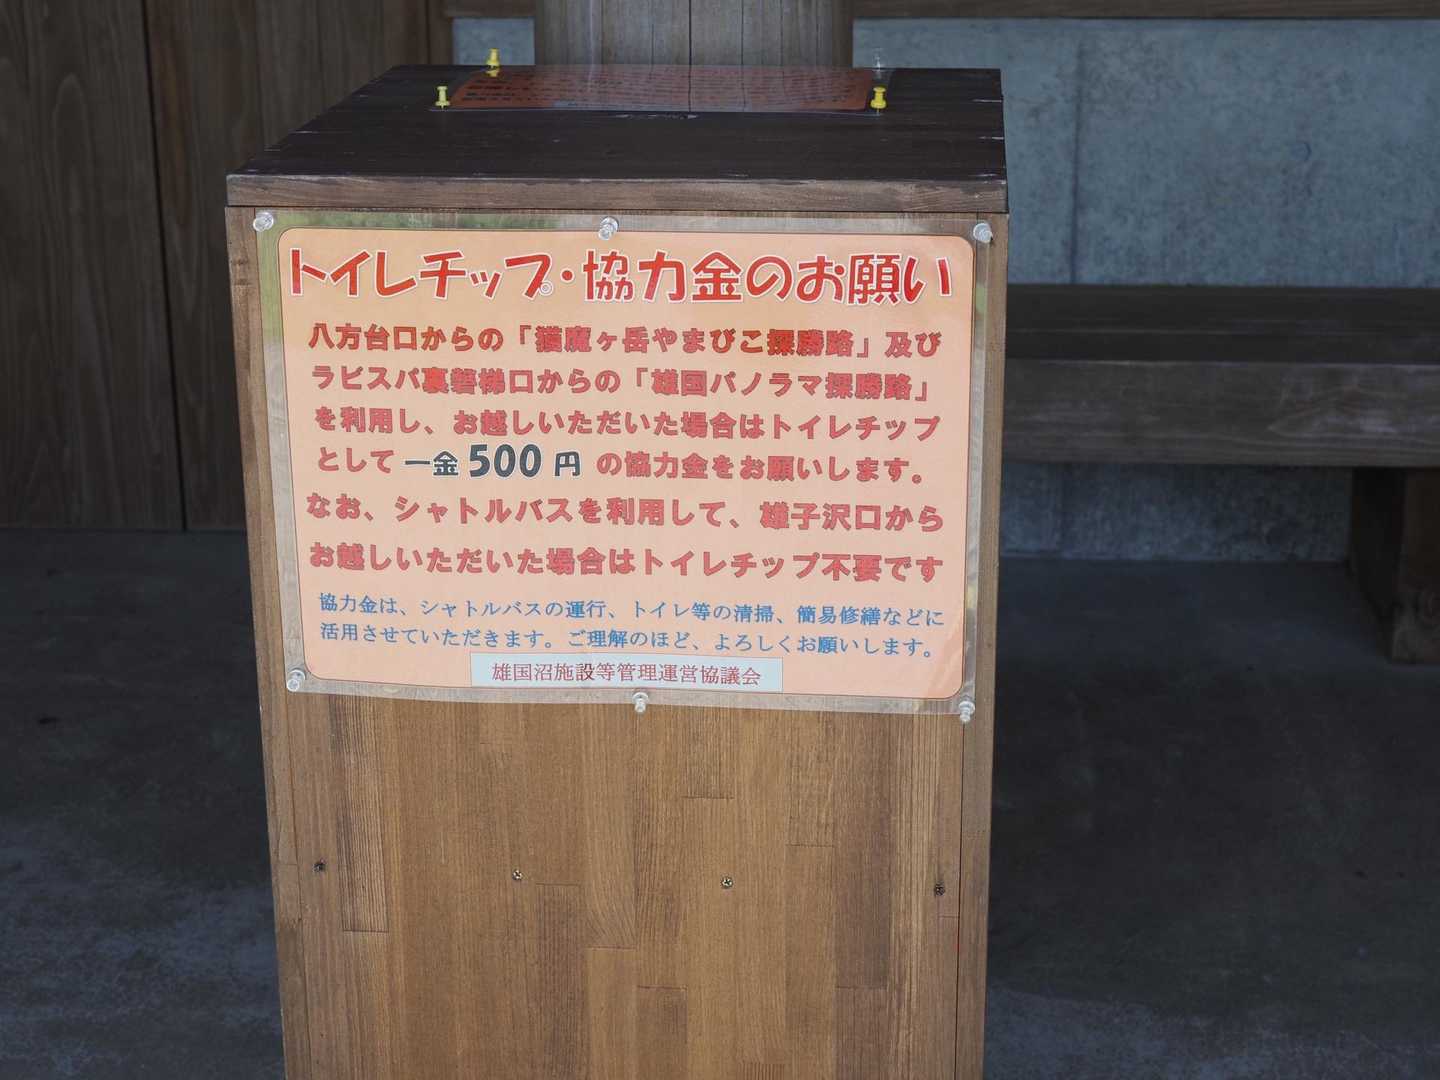 トイレチップ・協力金のお願い
八方台口からの「猫魔ヶ岳やまびこ探勝路」及び
ラビスパ裏磐梯口からの「雄国パノラマ探勝路」
を利用し、お越しいただいた場合はトイレチップ
として 一金 500 円 の協力金をお願いします。
なお、シャトルバスを利用して、雄子沢口から
お越しいただいた場合はトイレチップ不要です
協力金は、シャトルバスの運行、トイレ等の清掃、簡易修繕などに
活用させていただきます。ご理解のほど、よろしくお願いします。
雄国沼施設等管理運営協議会